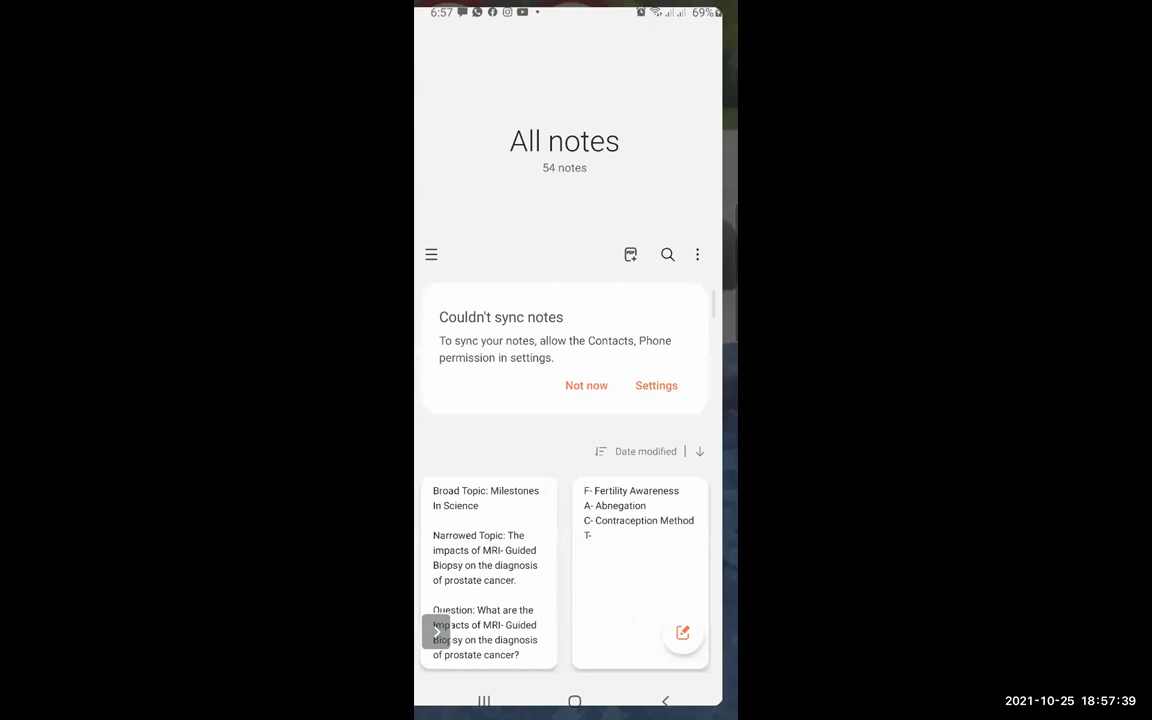 6:57
69%
All notes
54 notes
Couldn't sync notes
To sync your notes, allow the Contacts, Phone
permission in settings.
Not now Settings
Date modified
Broad Topic: Milestones
In Science
Narrowed Topic: The
impacts of MRI- Guided
Biopsy on the diagnosis
of prostate cancer.
Question: What are the
Impacts of MRI- Guided
Biopsy on the diagnosis
of prostate cancer?
F- Fertility Awareness
A- Abnegation
C- Contraception Method
T-
2021-10-25 18:57:39